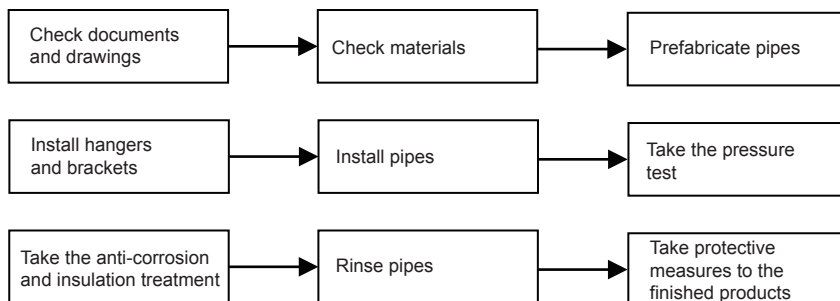 Check documents
and drawings
Check materials
Prefabricate pipes
Install hangers
and brackets
Install pipes
Take the pressure
test
Take the anti-corrosion
and insulation treatment
Rinse pipes
Take protective
measures to the
finished products